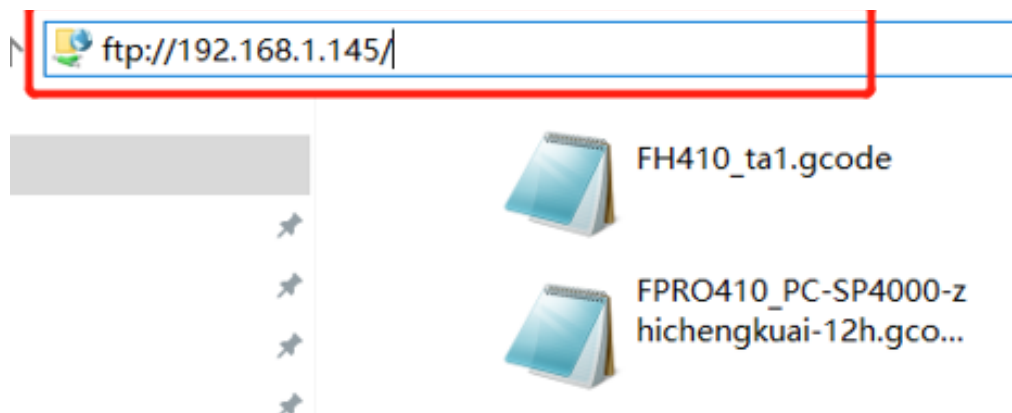 ftp://192.168.1.145/
FH410_ta1.gcode
FPRO410_PC-SP4000-z
hichengkuai-12h.gco...